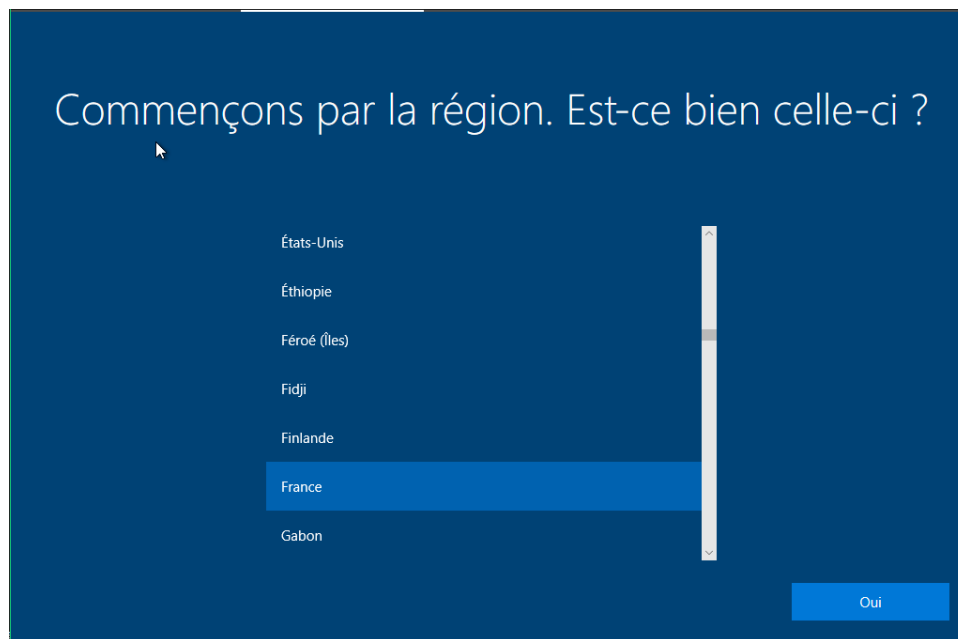 Commençons par la région. Est-ce bien celle-ci ?
États-Unis
Éthiopie
Féroé (Îles)
Fidji
Finlande
France
Gabon
Oui